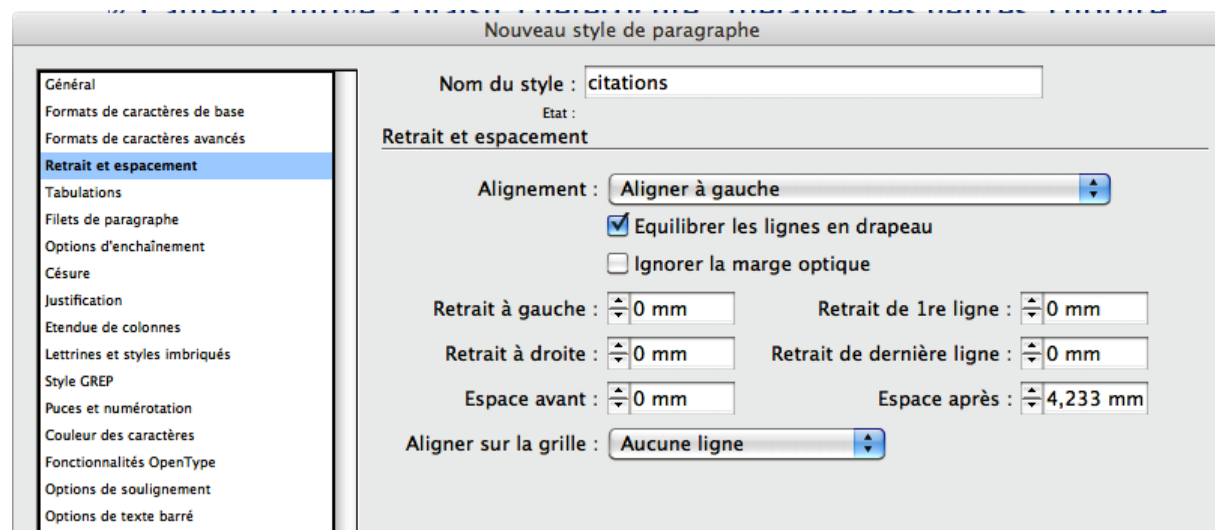 Nouveau style de paragraphe
Général
Formats de caractères de base
Formats de caractères avancés
Retrait et espacement
Tabulations
Filets de paragraphe
Options d'enchaînement
Césure
Justification
Etendue de colonnes
Lettrines et styles imbriqués
Style GREP
Puces et numérotation
Couleur des caractères
Fonctionnalités OpenType
Options de soulignement
Options de texte barré
Nom du style : citations
Etat :
Retrait et espacement
Alignement : Aligner à gauche
Equilibrer les lignes en drapeau
Ignorer la marge optique
Retrait à gauche : 0 mm Retrait de 1re ligne : 0 mm
Retrait à droite : 0 mm Retrait de dernière ligne : 0 mm
Espace avant : 0 mm Espace après : 4,233 mm
Aligner sur la grille : Aucune ligne